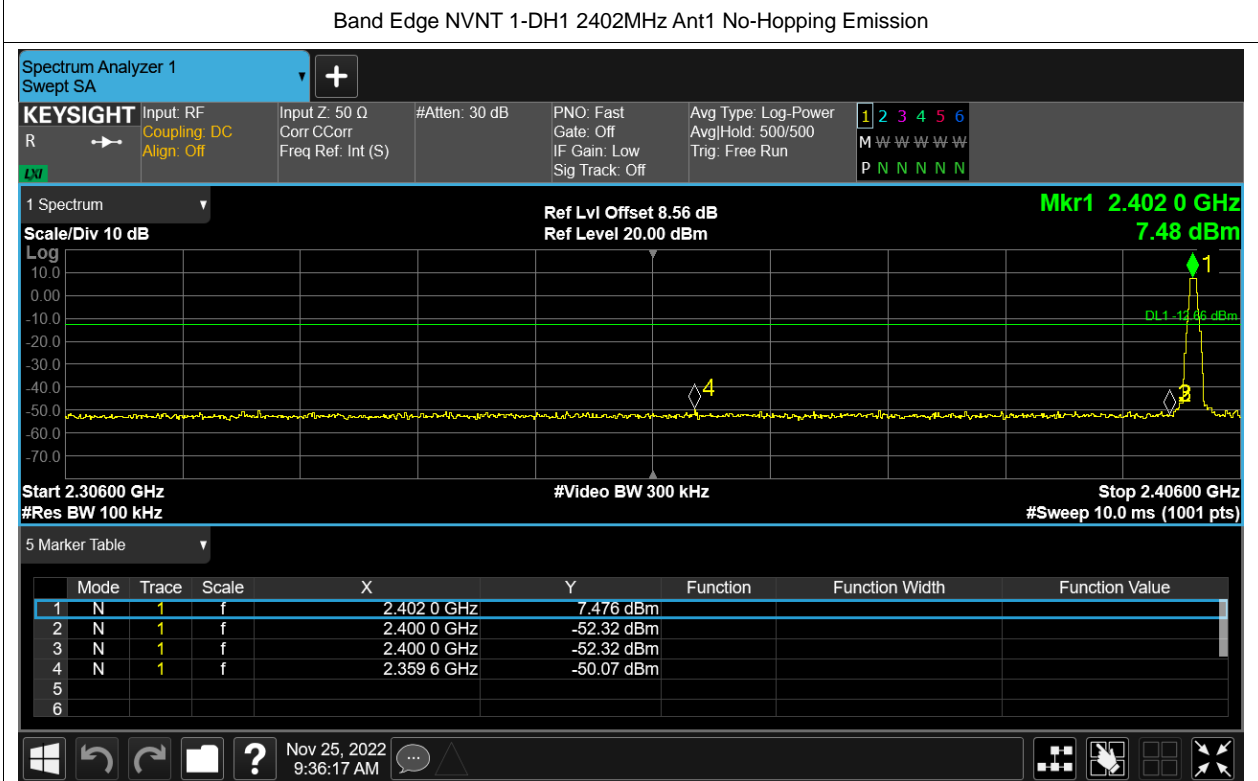 Band Edge NVNT 1-DH1 2402MHz Ant1 No-Hopping Emission
Spectrum Analyzer 1
Swept SA
KEYSIGHT
R
LXI
Input: RF
Coupling: DC
Align: Off
Input Z: 50 Ω
Corr CCorr
Freq Ref: Int (S)
#Atten: 30 dB
PNO: Fast
Gate: Off
IF Gain: Low
Sig Track: Off
Avg Type: Log-Power
Avg|Hold: 500/500
Trig: Free Run
1 2 3 4 5 6
M W W W W W
P N N N N N
1 Spectrum
Scale/Div 10 dB
Ref Lvl Offset 8.56 dB
Ref Level 20.00 dBm
Mkr1 2.402 0 GHz
7.48 dBm
Log
10.0
0.00
-10.0
-20.0
-30.0
-40.0
-50.0
-60.0
-70.0
1
DL1 -12.66 dBm
4
Start 2.30600 GHz
#Video BW 300 kHz
Stop 2.40600 GHz
#Res BW 100 kHz
#Sweep 10.0 ms (1001 pts)
5 Marker Table
Mode Trace Scale X Y Function Function Width Function Value
1 N 1 f 2.402 0 GHz 7.476 dBm
2 N 1 f 2.400 0 GHz -52.32 dBm
3 N 1 f 2.400 0 GHz -52.32 dBm
4 N 1 f 2.359 6 GHz -50.07 dBm
5
6
?
Nov 25, 2022
9:36:17 AM